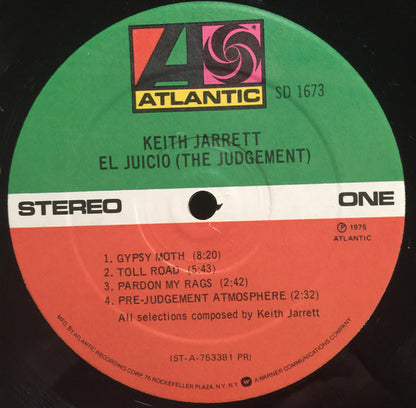 ATLANTIC
SD 1673
KEITH JARRETT
EL JUICIO (THE JUDGEMENT)
STEREO
ONE
℗ 1975
ATLANTIC
1. GYPSY MOTH (8:20)
2. TOLL ROAD (5:43)
3. PARDON MY RAGS (2:42)
4. PRE-JUDGEMENT ATMOSPHERE (2:32)
All selections composed by Keith Jarrett
(ST-A-753381 PR)
MFG. BY ATLANTIC RECORDING CORP. 75 ROCKEFELLER PLAZA, N.Y., N.Y. A WARNER COMMUNICATIONS COMPANY